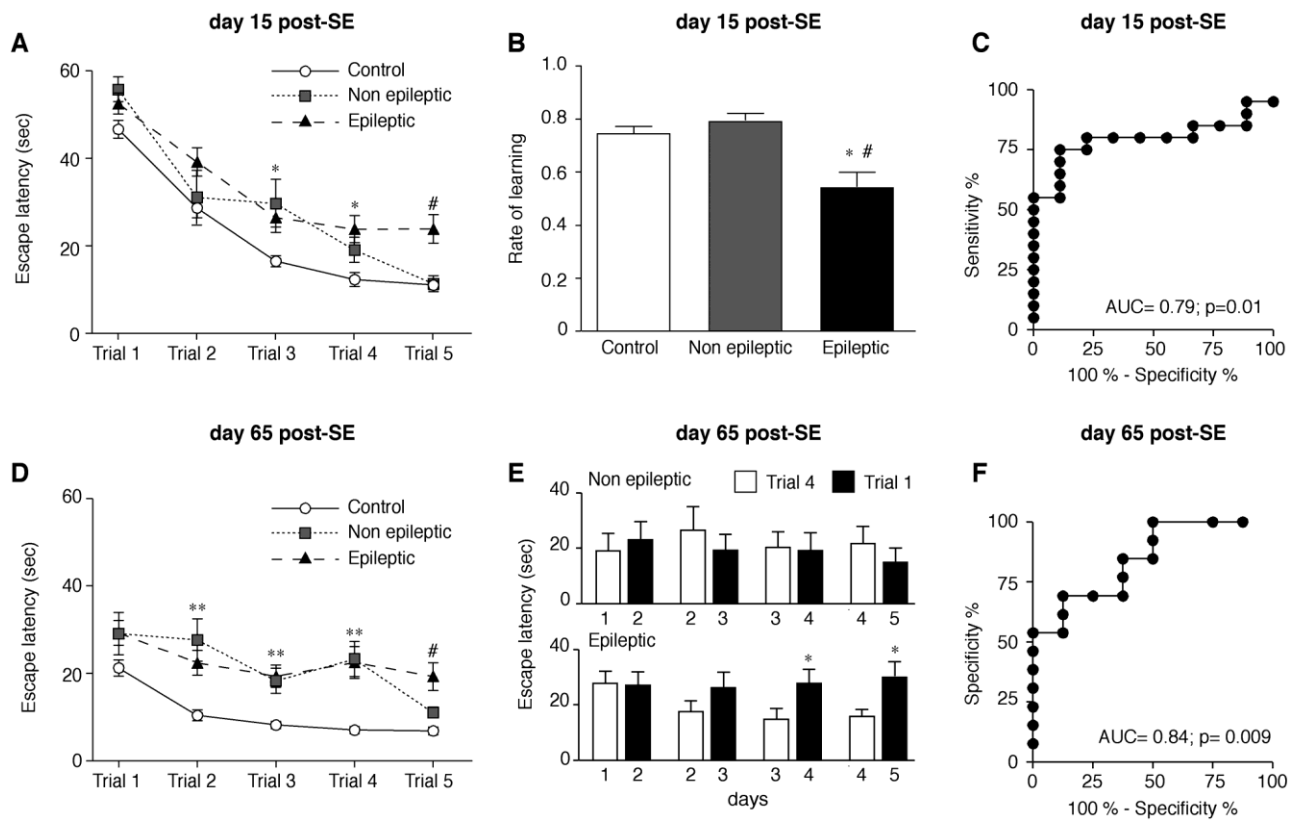 day 15 post-SE
A
60
40
20
0
Escape latency (sec)
Control
Non epileptic
Epileptic
*
*
#
Trial 1 Trial 2 Trial 3 Trial 4 Trial 5
day 15 post-SE
B
1.0
0.8
0.6
0.4
0.2
0
Rate of learning
* #
Control Non epileptic Epileptic
day 15 post-SE
C
100
75
50
25
0
Sensitivity %
AUC= 0.79; p=0.01
0 25 50 75 100
100 % - Specificity %
day 65 post-SE
D
60
40
20
0
Escape latency (sec)
Control
Non epileptic
Epileptic
**
**
**
#
Trial 1 Trial 2 Trial 3 Trial 4 Trial 5
day 65 post-SE
E
Non epileptic
Trial 4 Trial 1
40
20
0
1 2 2 3 3 4 4 5
Escape latency (sec)
Epileptic
40
20
0
*
*
1 2 2 3 3 4 4 5
days
day 65 post-SE
F
100
75
50
25
0
Specificity %
AUC= 0.84; p= 0.009
0 25 50 75 100
100 % - Specificity %